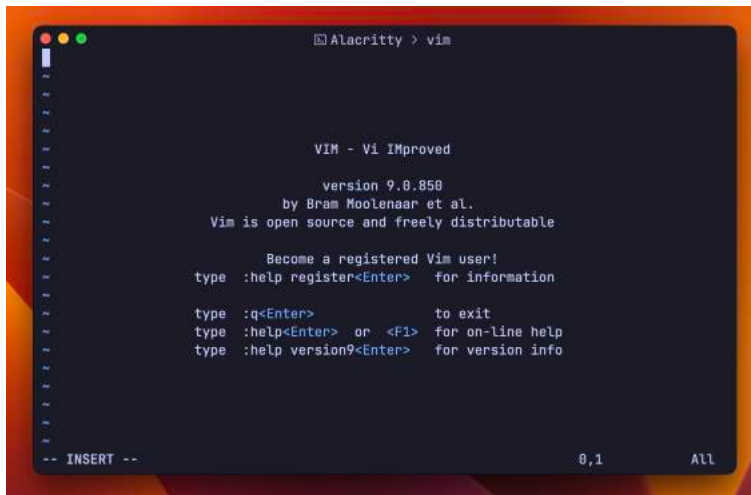 Alacritty > vim
~
~
~
~
~ VIM - Vi IMproved
~
~ version 9.0.850
~ by Bram Moolenaar et al.
~ Vim is open source and freely distributable
~
~ Become a registered Vim user!
~ type :help register<Enter> for information
~
~ type :q<Enter> to exit
~ type :help<Enter> or <F1> for on-line help
~ type :help version9<Enter> for version info
~
~
~
~
~
-- INSERT -- 0,1 All